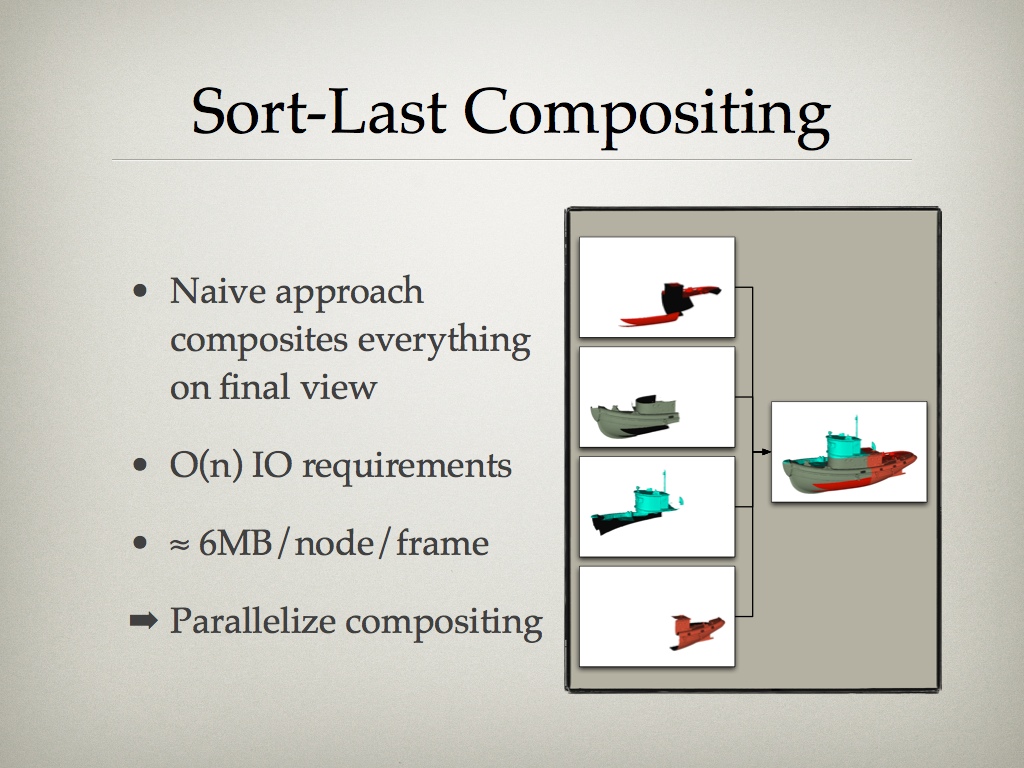 Sort-Last Compositing
• Naive approach
composites everything
on final view
• O(n) IO requirements
• ≈ 6MB/node/frame
➡ Parallelize compositing